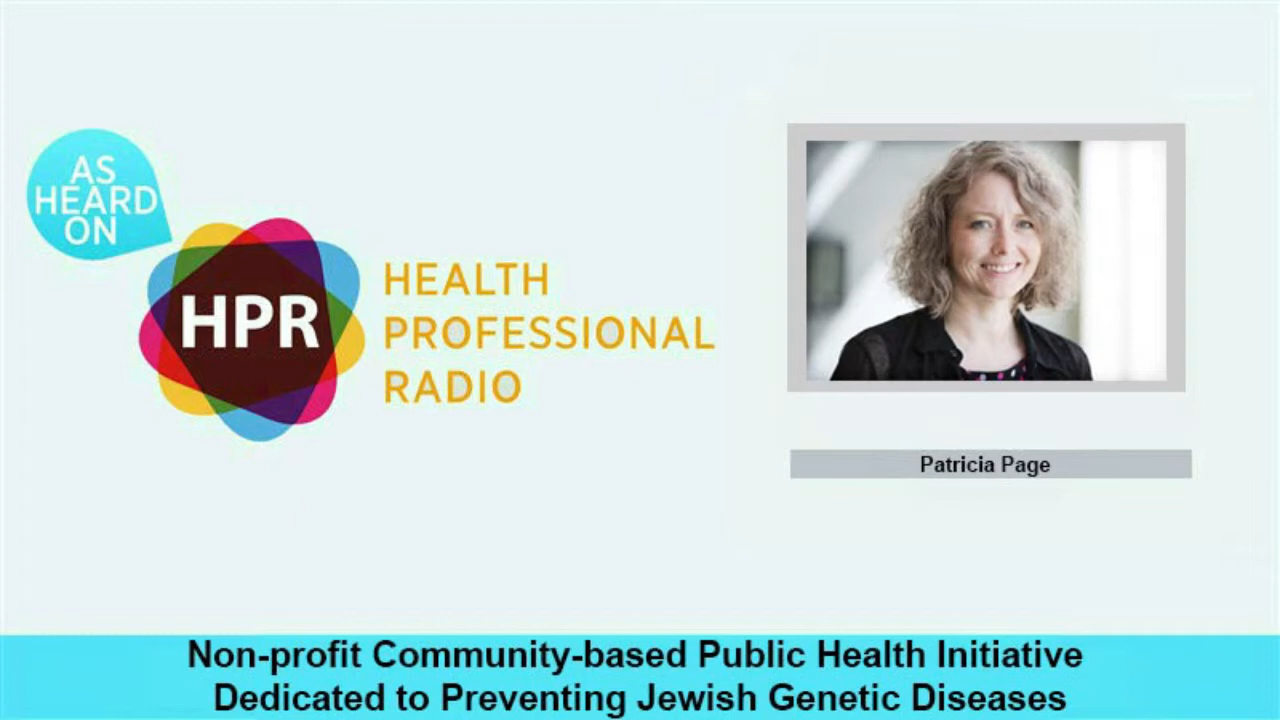 AS
HEARD
ON
HPR
HEALTH
PROFESSIONAL
RADIO
Patricia Page
Non-profit Community-based Public Health Initiative
Dedicated to Preventing Jewish Genetic Diseases